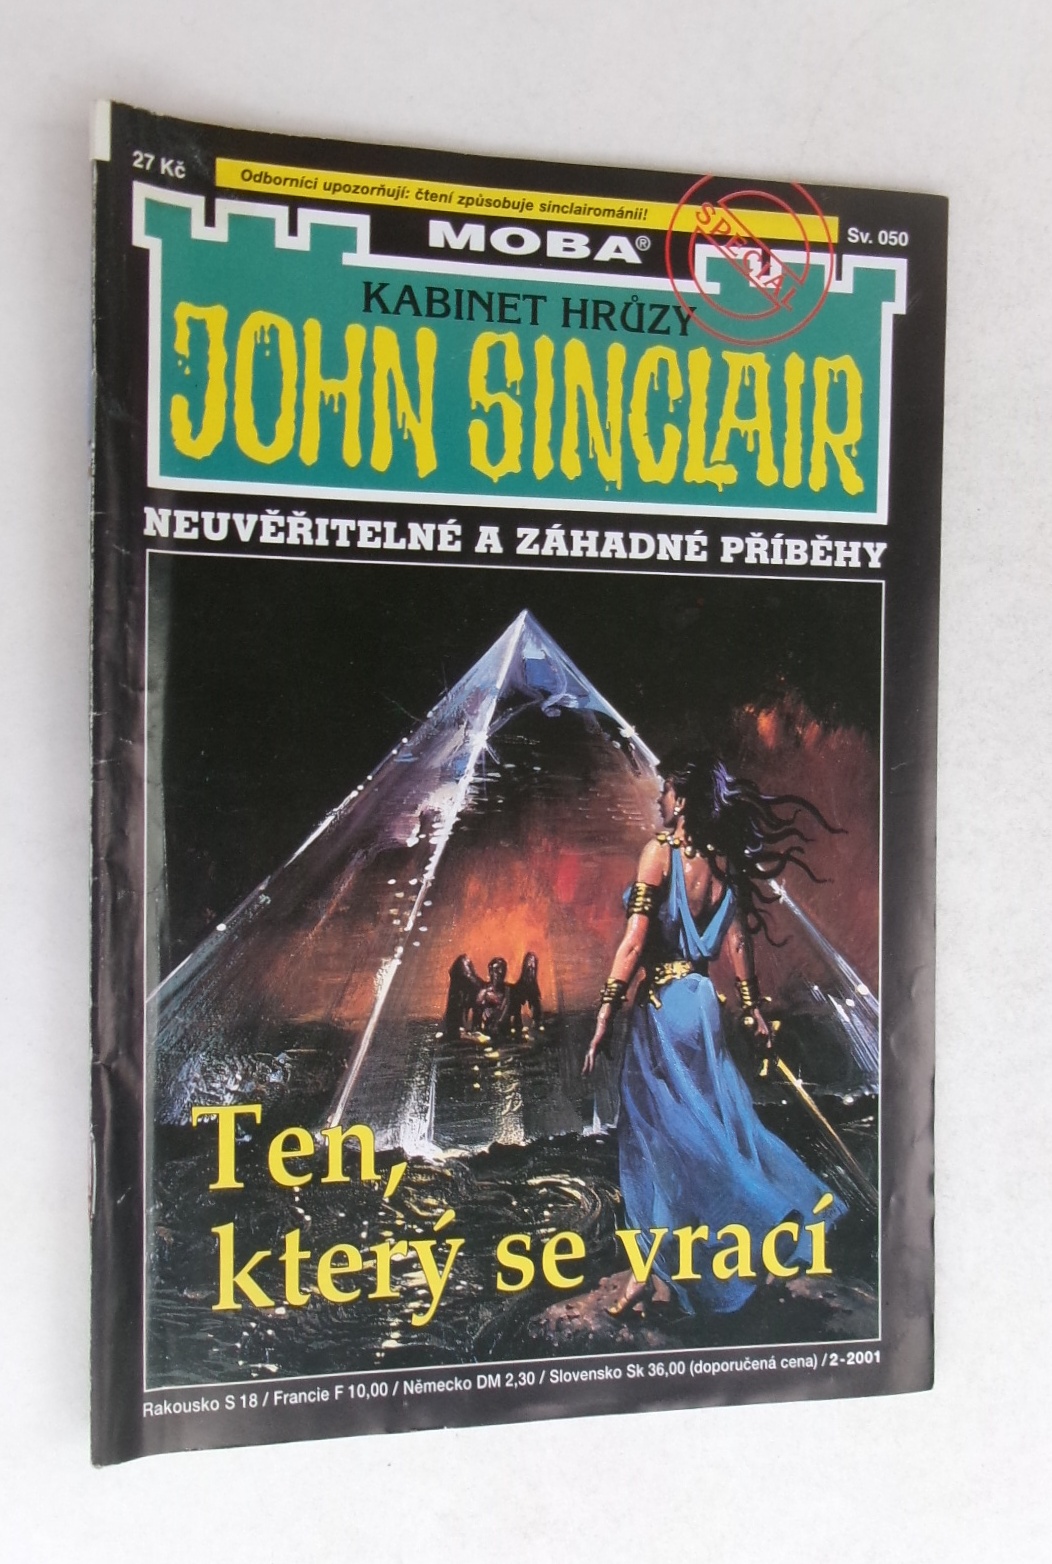 27 Kč
Odborníci upozorňují: čtení způsobuje sinclairománii!
Sv. 050
MOBA®
SPECIAL
KABINET HRŮZY
JOHN SINCLAIR
NEUVĚŘITELNÉ A ZÁHADNÉ PŘÍBĚHY
Ten,
který se vrací
Rakousko S 18 / Francie F 10,00 / Německo DM 2,30 / Slovensko Sk 36,00 (doporučená cena) / 2-2001